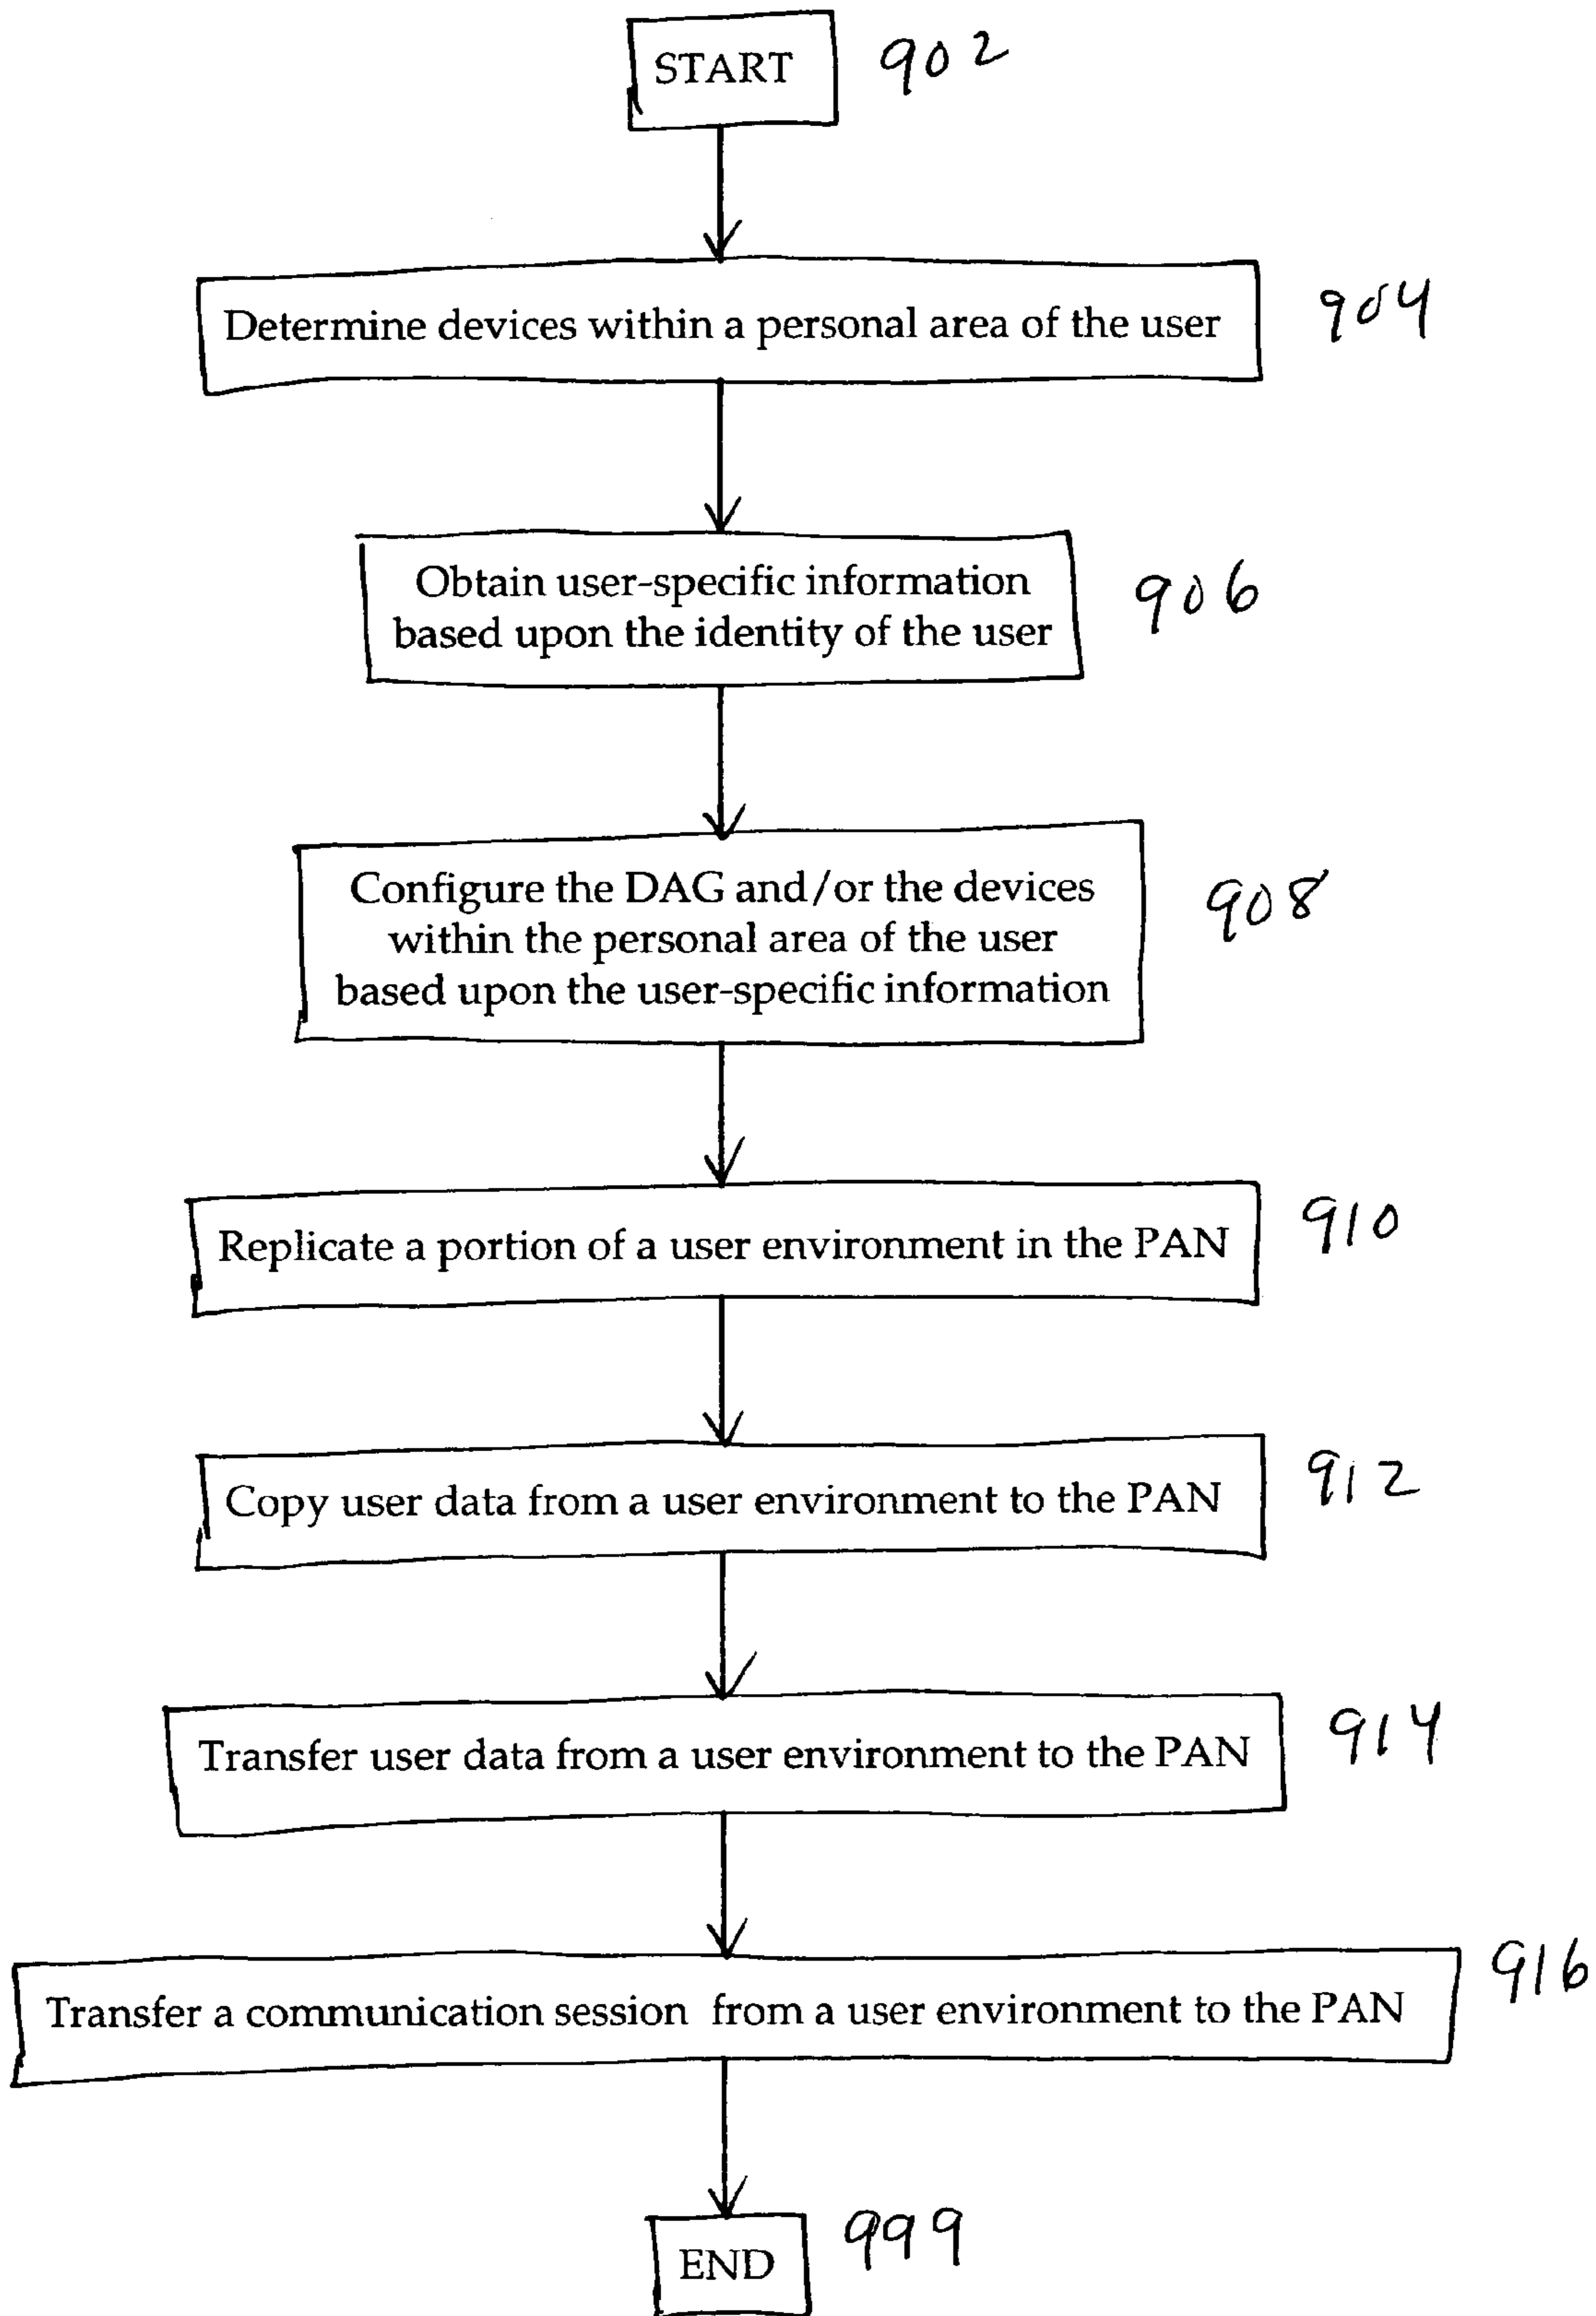 START 902
Determine devices within a personal area of the user 904
Obtain user-specific information
based upon the identity of the user
906
Configure the DAG and/or the devices
within the personal area of the user
based upon the user-specific information
908
Replicate a portion of a user environment in the PAN 910
Copy user data from a user environment to the PAN 912
Transfer user data from a user environment to the PAN 914
Transfer a communication session from a user environment to the PAN 916
END 999